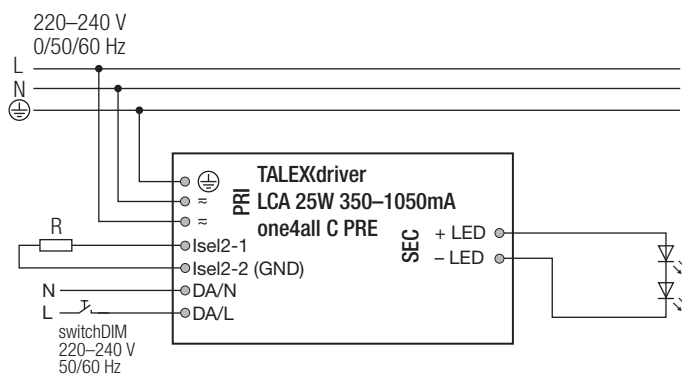 220–240 V
0/50/60 Hz
L
N
TALEXXdriver
LCA 25W 350–1050mA
one4all C PRE
PRI
≂
≂
R
Isel2-1
Isel2-2 (GND)
N
DA/N
L
DA/L
switchDIM
220–240 V
50/60 Hz
SEC
+ LED
– LED